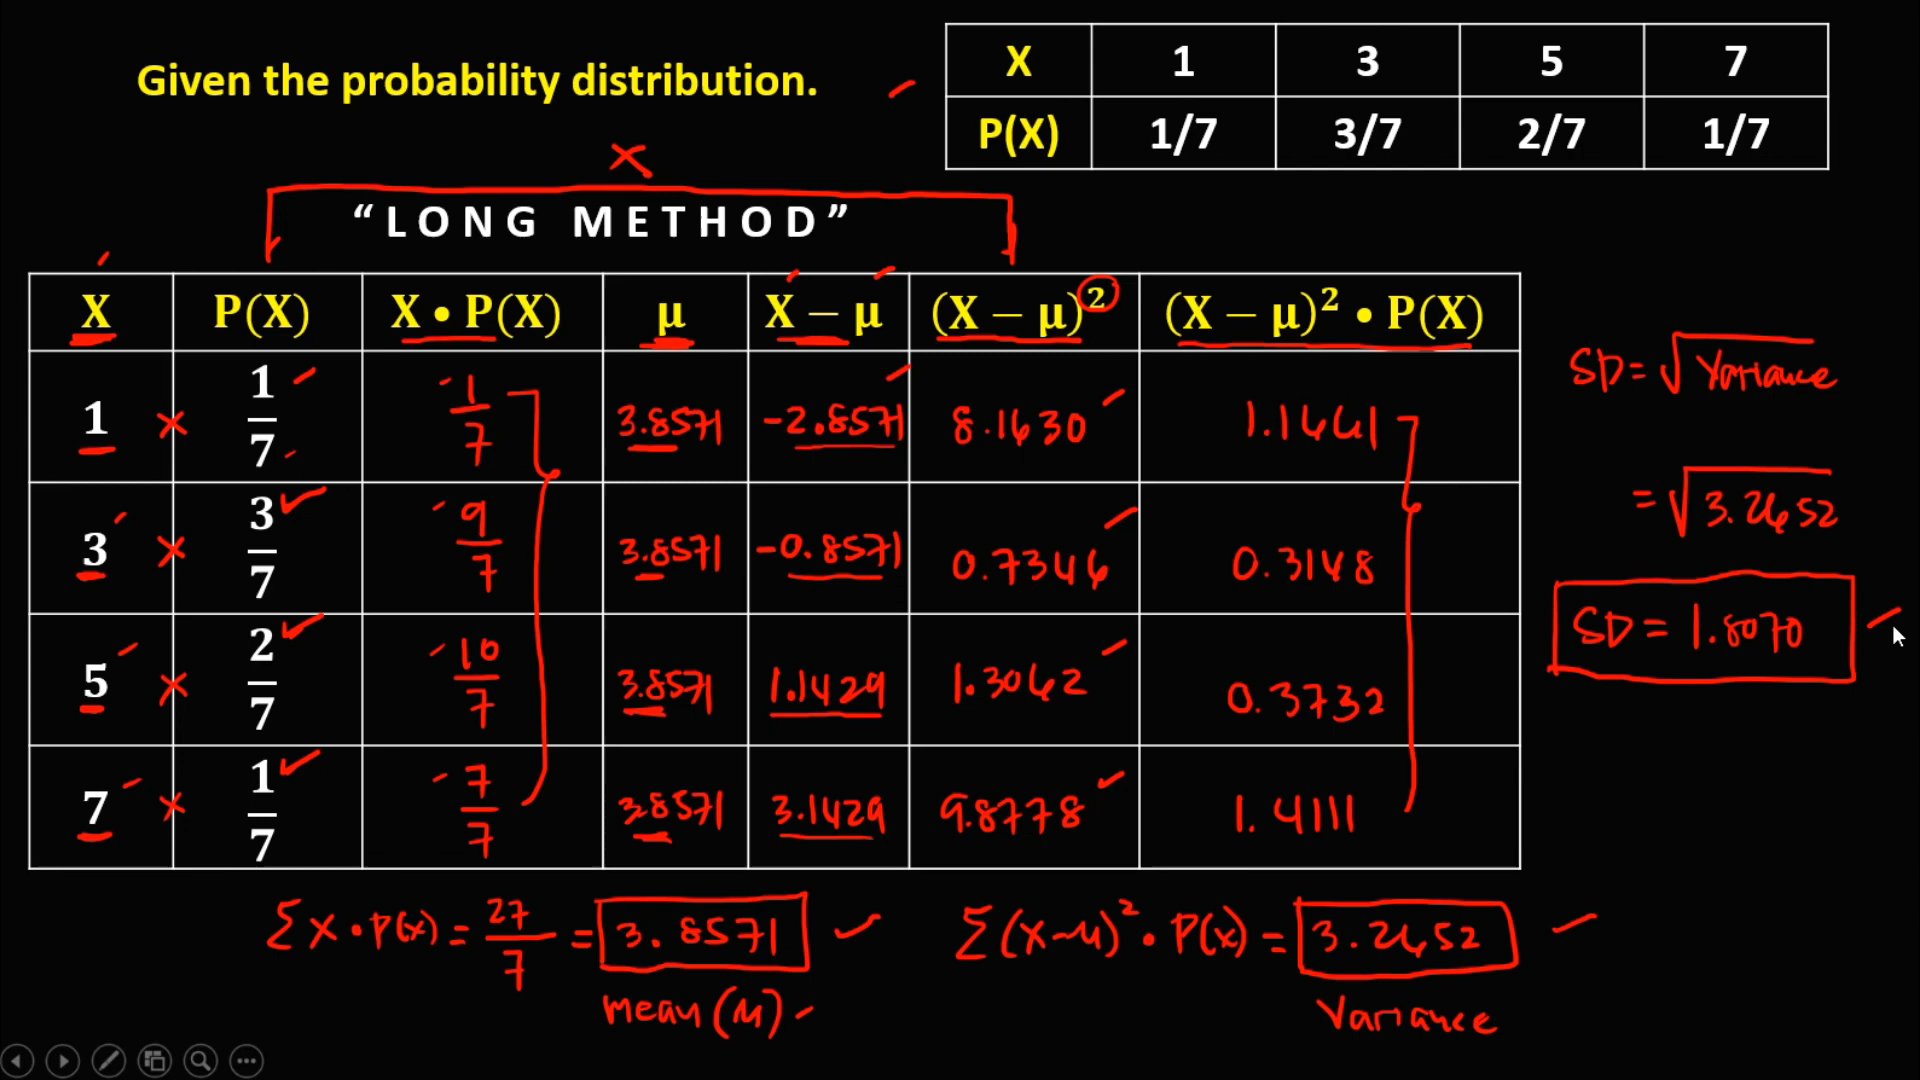 Given the probability distribution.
X 1 3 5 7
P(X) 1/7 3/7 2/7 1/7
×
“LONG METHOD”
X P(X) X • P(X) μ X − μ (X − μ)² (X − μ)² • P(X)
1 × 1/7 1/7 3.8571 -2.8571 8.1630 1.1661
3 × 3/7 9/7 3.8571 -0.8571 0.7346 0.3148
5 × 2/7 10/7 3.8571 1.1429 1.3062 0.3732
7 × 1/7 7/7 3.8571 3.1429 9.8778 1.4111
SD = √Variance
= √3.2652
SD = 1.8070
Σ X • P(X) = 27/7 = 3.8571
mean (μ)
Σ (X-μ)² • P(X) = 3.2652
Variance